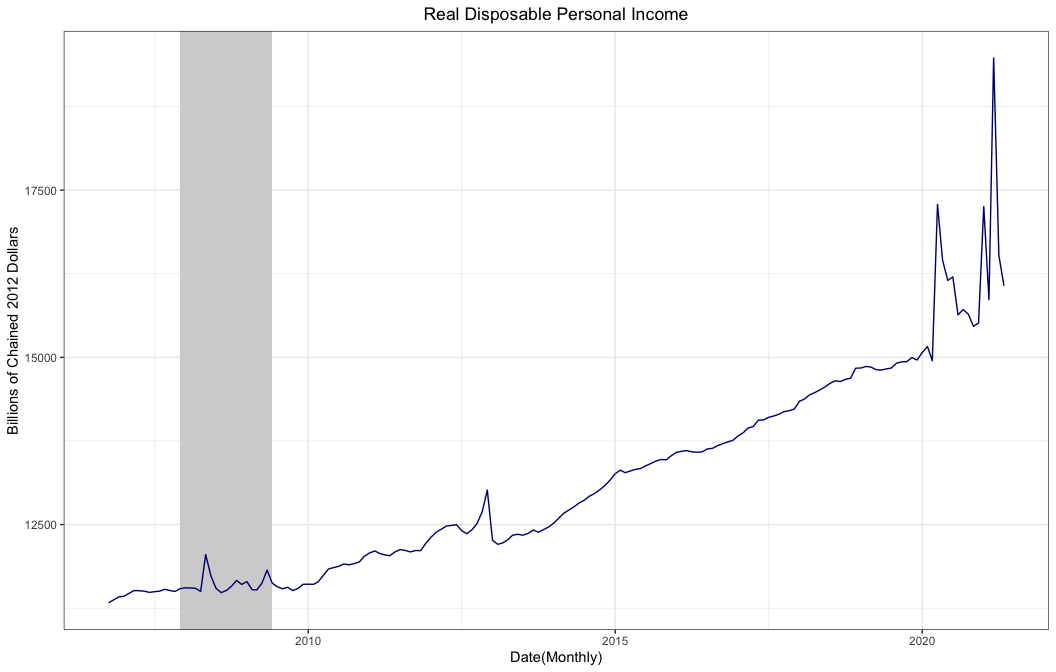 Real Disposable Personal Income
Billions of Chained 2012 Dollars
17500
15000
12500
2010 2015 2020
Date(Monthly)